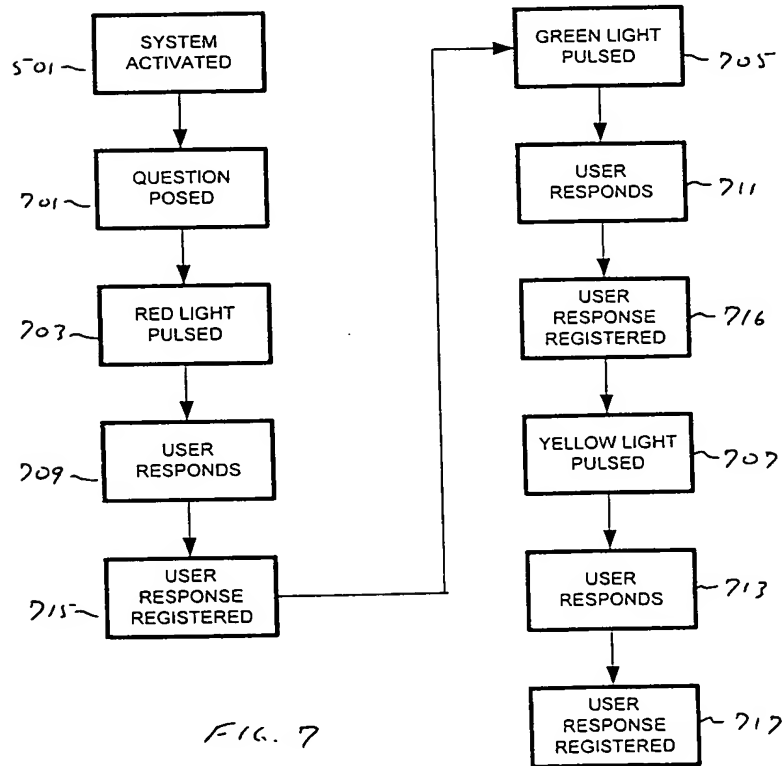 501
SYSTEM
ACTIVATED
701
QUESTION
POSED
703
RED LIGHT
PULSED
709
USER
RESPONDS
715
USER
RESPONSE
REGISTERED
GREEN LIGHT
PULSED
705
USER
RESPONDS
711
USER
RESPONSE
REGISTERED
716
YELLOW LIGHT
PULSED
707
USER
RESPONDS
713
USER
RESPONSE
REGISTERED
717
FIG. 7